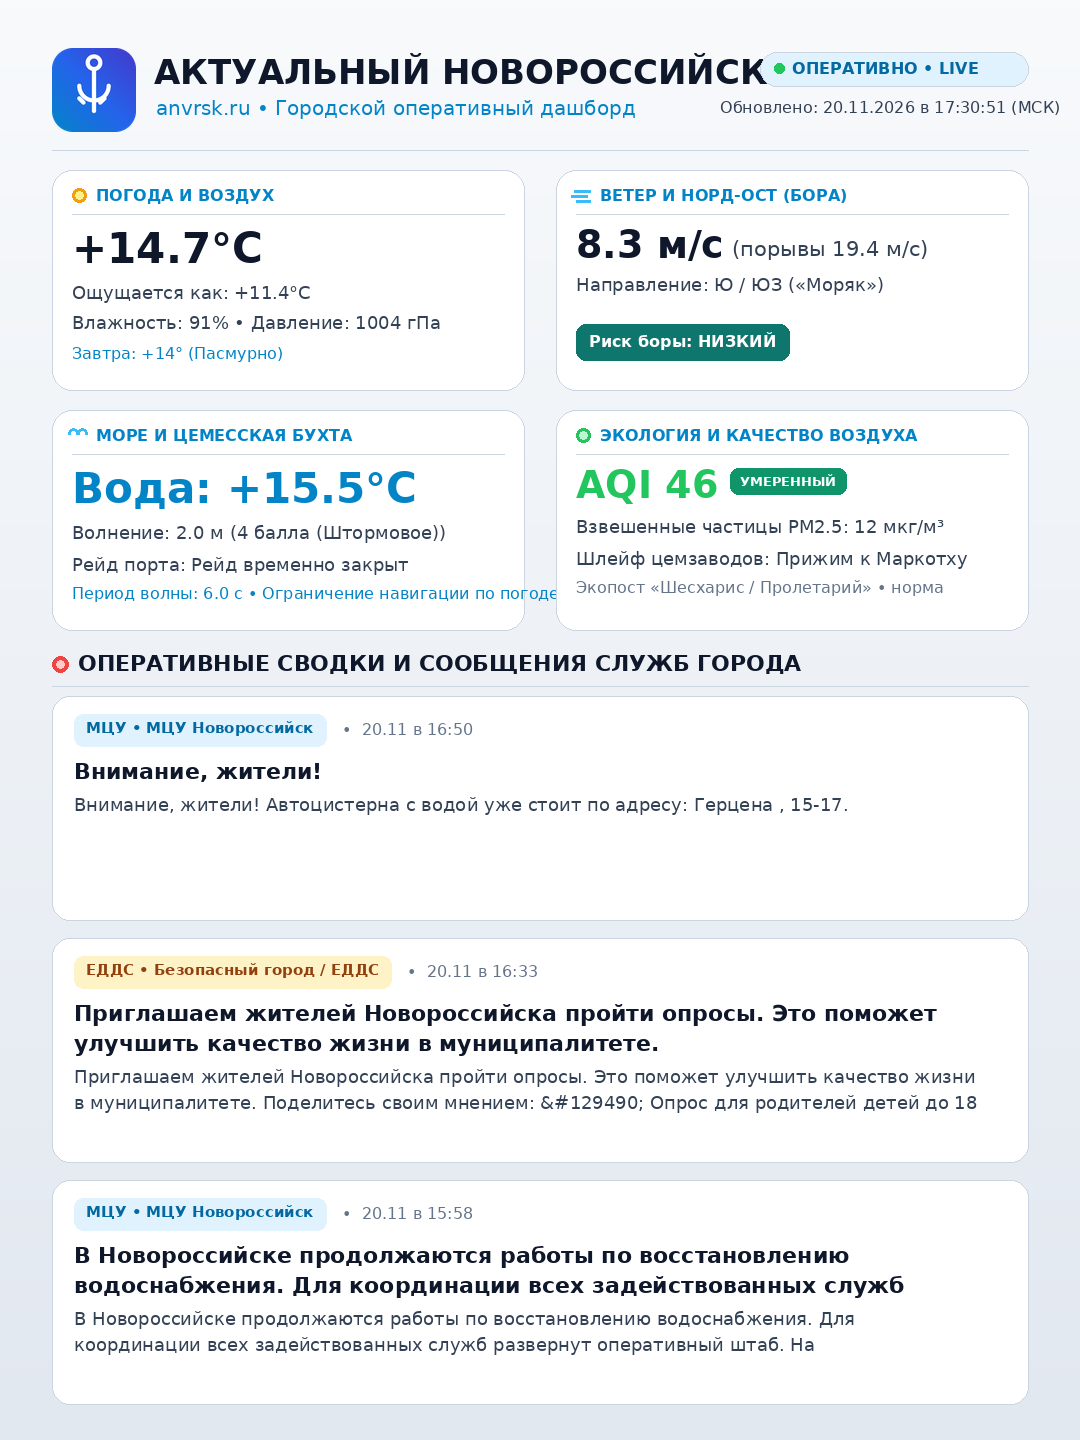 АКТУАЛЬНЫЙ НОВОРОССИЙСК
ОПЕРАТИВНО • LIVE
anvrsk.ru • Городской оперативный дашборд
Обновлено: 20.11.2026 в 17:30:51 (МСК)
ПОГОДА И ВОЗДУХ
+14.7°C
Ощущается как: +11.4°C
Влажность: 91% • Давление: 1004 гПа
Завтра: +14° (Пасмурно)
ВЕТЕР И НОРД-ОСТ (БОРА)
8.3 м/с (порывы 19.4 м/с)
Направление: Ю / ЮЗ («Моряк»)
Риск боры: НИЗКИЙ
МОРЕ И ЦЕМЕССКАЯ БУХТА
Вода: +15.5°C
Волнение: 2.0 м (4 балла (Штормовое))
Рейд порта: Рейд временно закрыт
Период волны: 6.0 с • Ограничение навигации по погоде
ЭКОЛОГИЯ И КАЧЕСТВО ВОЗДУХА
AQI 46 УМЕРЕННЫЙ
Взвешенные частицы PM2.5: 12 мкг/м³
Шлейф цемзаводов: Прижим к Маркотху
Экопост «Шесхарис / Пролетарий» • норма
ОПЕРАТИВНЫЕ СВОДКИ И СООБЩЕНИЯ СЛУЖБ ГОРОДА
МЦУ • МЦУ Новороссийск • 20.11 в 16:50
Внимание, жители!
Внимание, жители! Автоцистерна с водой уже стоит по адресу: Герцена , 15-17.
ЕДДС • Безопасный город / ЕДДС • 20.11 в 16:33
Приглашаем жителей Новороссийска пройти опросы. Это поможет
улучшить качество жизни в муниципалитете.
Приглашаем жителей Новороссийска пройти опросы. Это поможет улучшить качество жизни
в муниципалитете. Поделитесь своим мнением: &#129490; Опрос для родителей детей до 18
МЦУ • МЦУ Новороссийск • 20.11 в 15:58
В Новороссийске продолжаются работы по восстановлению
водоснабжения. Для координации всех задействованных служб
В Новороссийске продолжаются работы по восстановлению водоснабжения. Для
координации всех задействованных служб развернут оперативный штаб. На